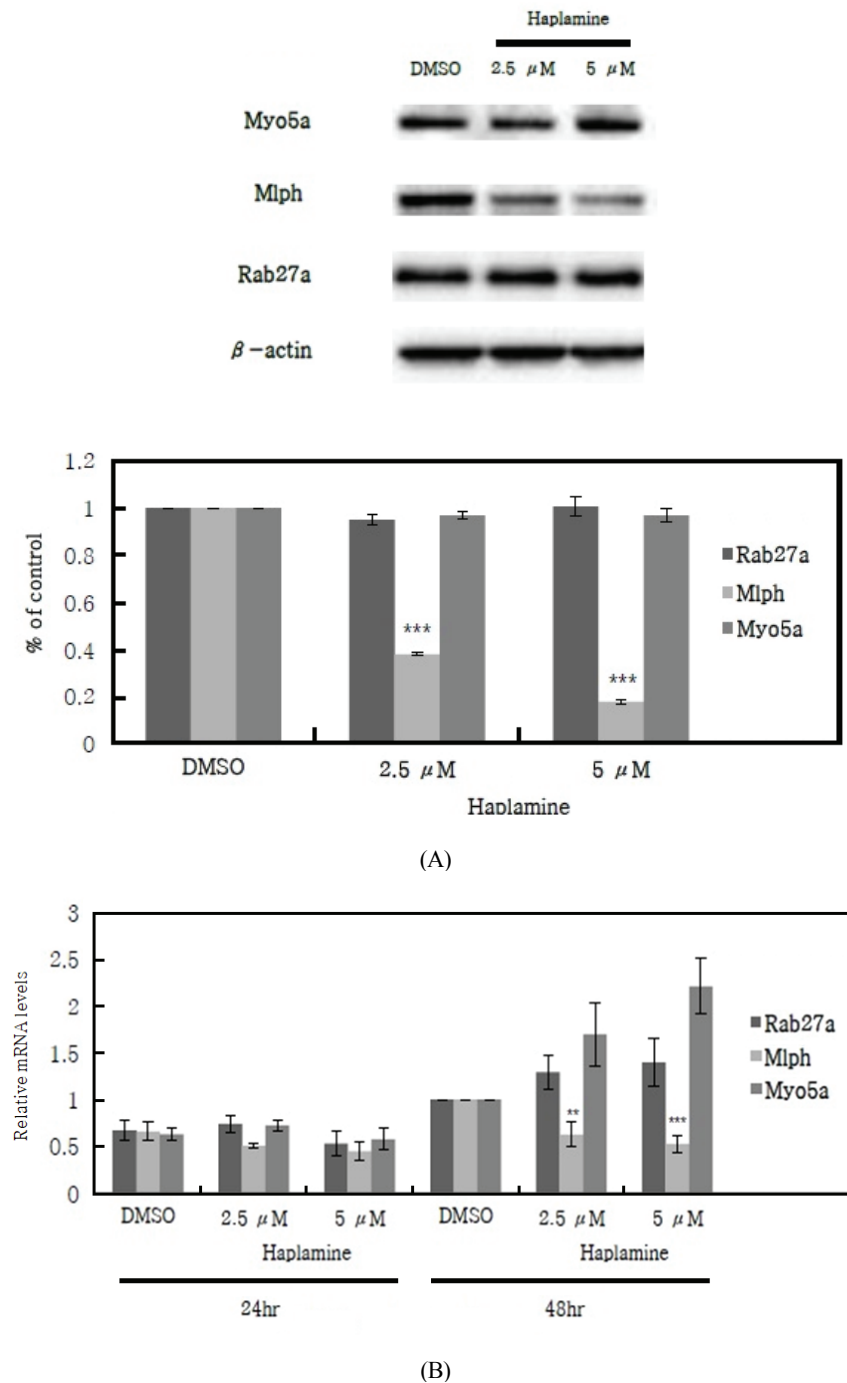 Haplamine
DMSO 2.5 μM 5 μM
Myo5a
Mlph
Rab27a
β-actin
1.2
1
0.8
0.6
0.4
0.2
0
% of control
***
***
Rab27a
Mlph
Myo5a
DMSO 2.5 μM 5 μM
Haplamine
(A)
3
2.5
2
1.5
1
0.5
0
Relative mRNA levels
**
***
Rab27a
Mlph
Myo5a
DMSO 2.5 μM 5 μM DMSO 2.5 μM 5 μM
Haplamine Haplamine
24hr 48hr
(B)